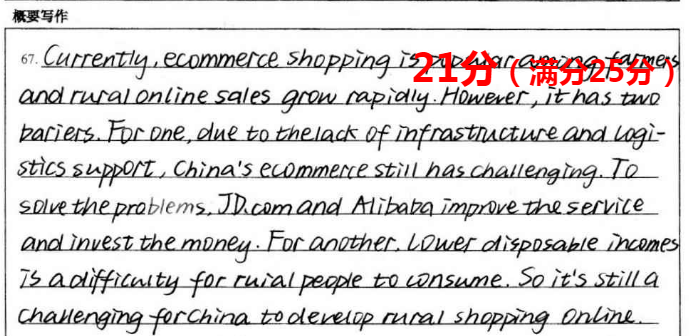 概要写作
67. Currently, ecommerce shopping is popular among farmers
21分（满分25分）
and rural online sales grow rapidly. However, it has two
bariers. For one, due to the lack of infrastructure and logi-
stics support, China's ecommerce still has challenging. To
solve the problems, JD.com and Alibaba improve the service
and invest the money. For another, lower disposable incomes
is a difficulty for rural people to consume. So it's still a
challenging for China to develop rural shopping online.